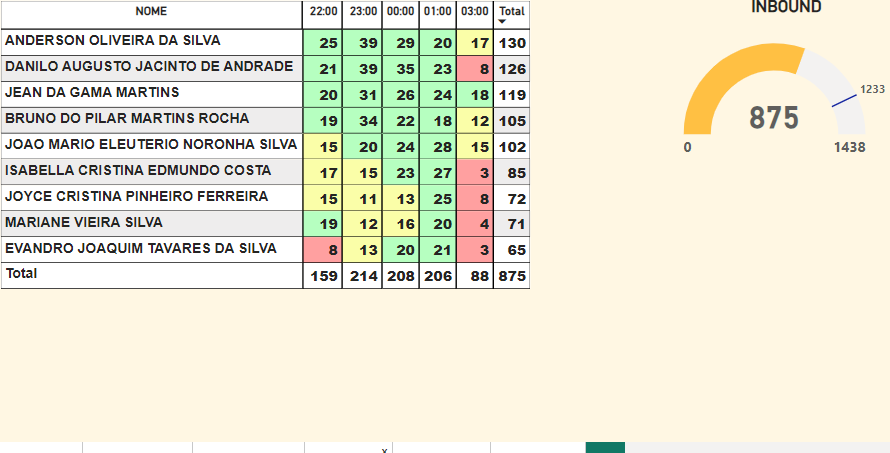 NOME 22:00 23:00 00:00 01:00 03:00 Total
ANDERSON OLIVEIRA DA SILVA 25 39 29 20 17 130
DANILO AUGUSTO JACINTO DE ANDRADE 21 39 35 23 8 126
JEAN DA GAMA MARTINS 20 31 26 24 18 119
BRUNO DO PILAR MARTINS ROCHA 19 34 22 18 12 105
JOAO MARIO ELEUTERIO NORONHA SILVA 15 20 24 28 15 102
ISABELLA CRISTINA EDMUNDO COSTA 17 15 23 27 3 85
JOYCE CRISTINA PINHEIRO FERREIRA 15 11 13 25 8 72
MARIANE VIEIRA SILVA 19 12 16 20 4 71
EVANDRO JOAQUIM TAVARES DA SILVA 8 13 20 21 3 65
Total 159 214 208 206 88 875
INBOUND
1233
875
0 1438
x